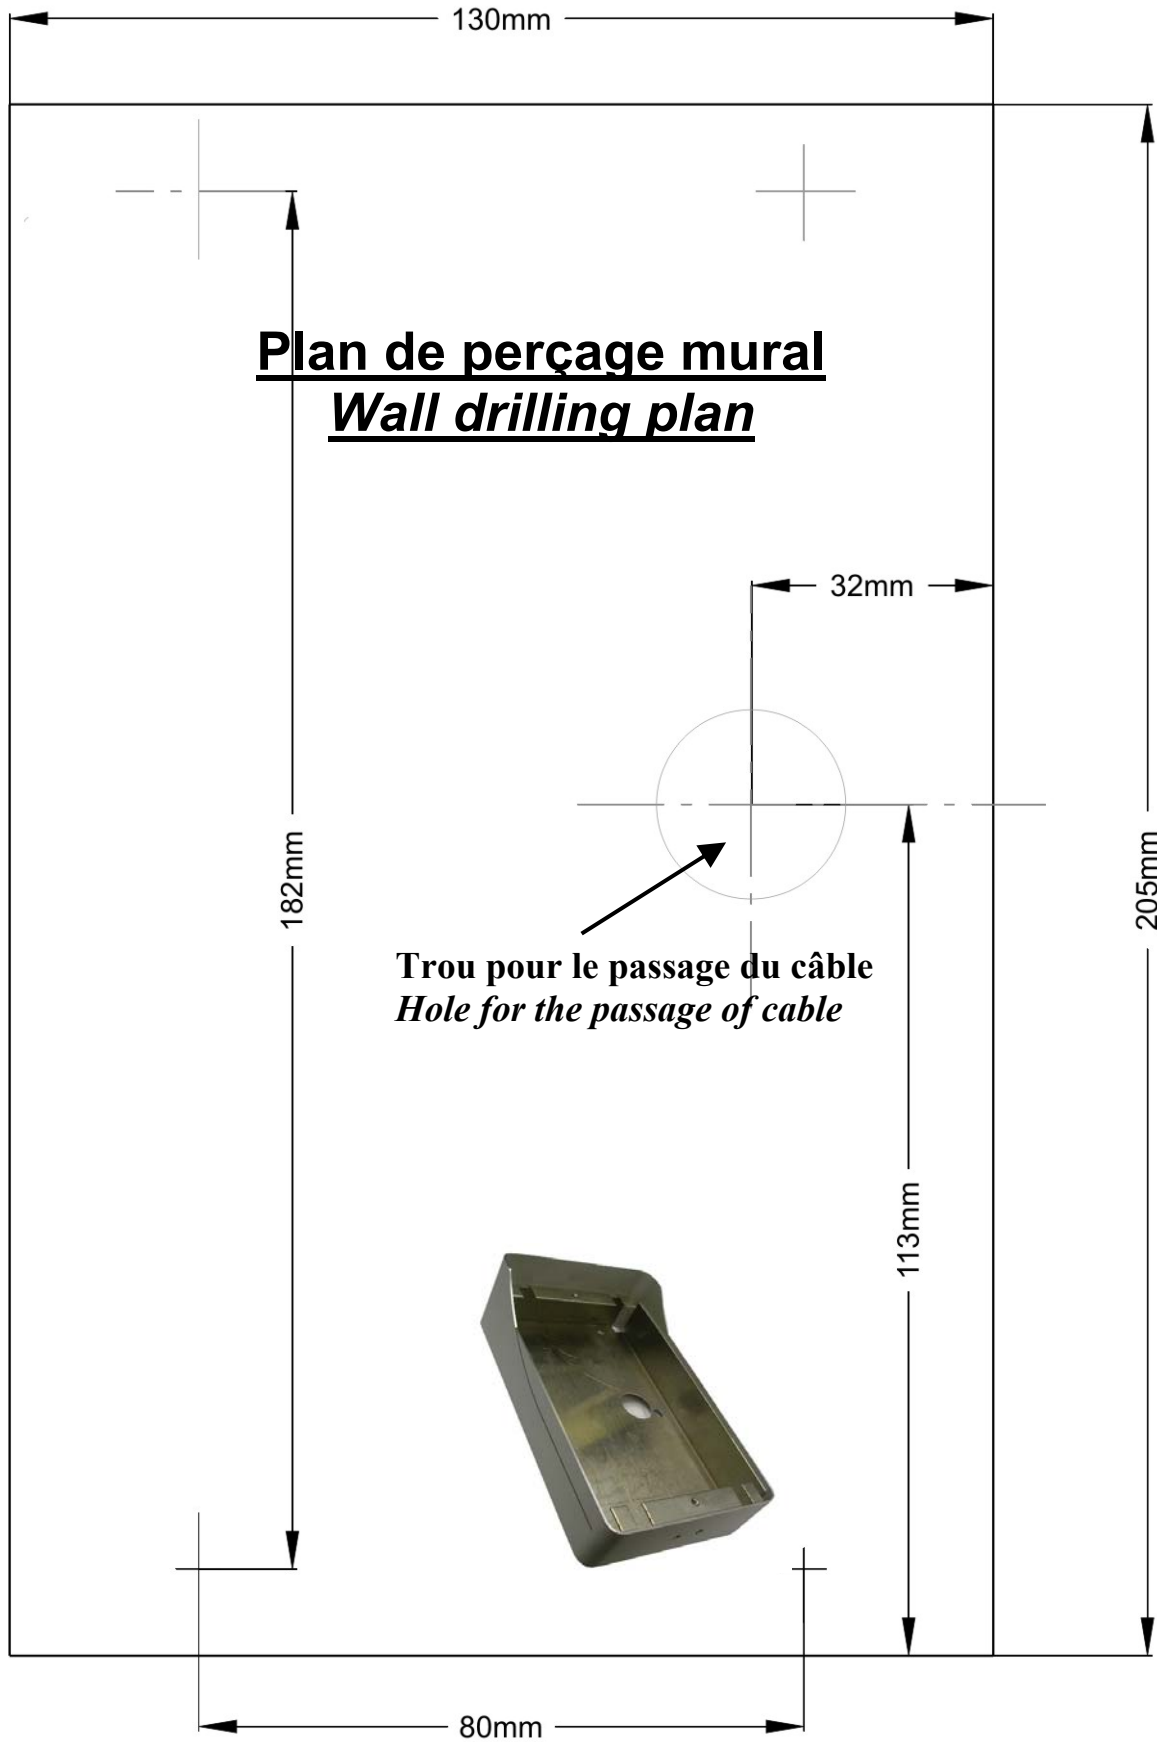 130mm
Plan de perçage mural
Wall drilling plan
32mm
182mm
205mm
Trou pour le passage du câble
Hole for the passage of cable
113mm
80mm